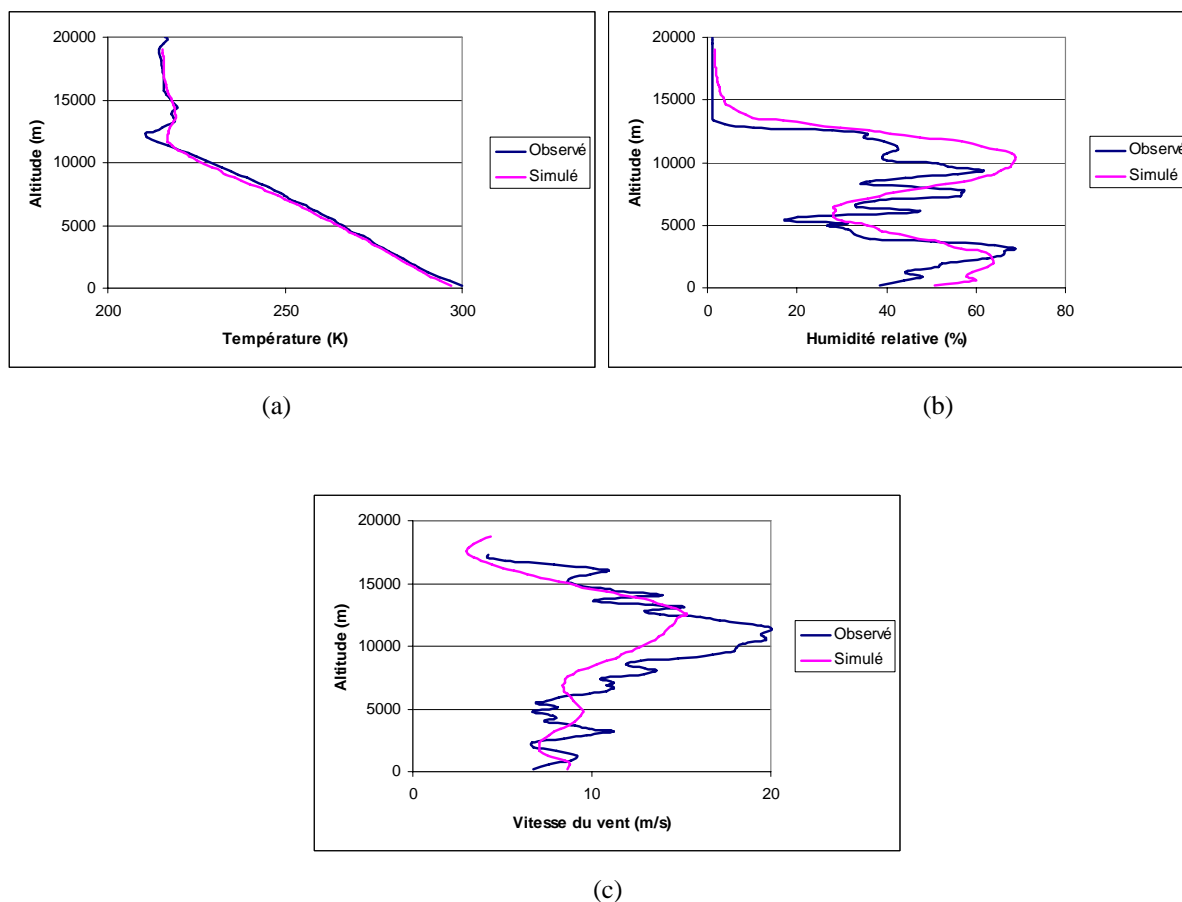 20000
15000
10000
5000
0
Altitude (m)
200 250 300
Température (K)
Observé
Simulé
(a)
20000
15000
10000
5000
0
Altitude (m)
0 20 40 60 80
Humidité relative (%)
Observé
Simulé
(b)
20000
15000
10000
5000
0
Altitude (m)
0 10 20
Vitesse du vent (m/s)
Observé
Simulé
(c)